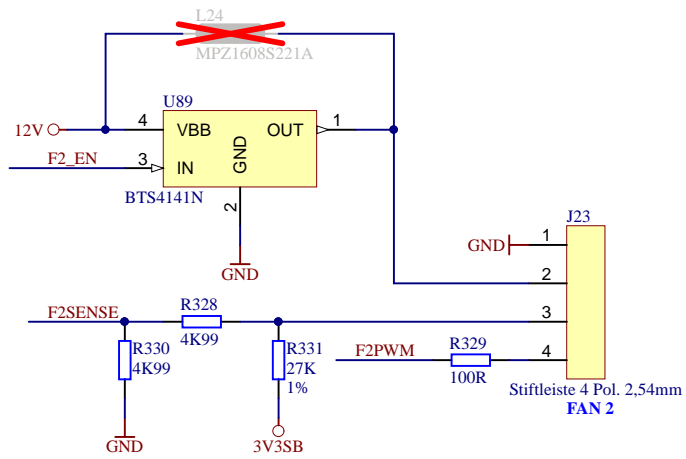 L24
MPZ1608S221A
U89
12V
4
VBB
OUT
1
F2_EN
3
IN
GND
BTS4141N
2
GND
J23
GND
1
2
F2SENSE
R328
4K99
3
R330
4K99
R331
27K
1%
F2PWM
R329
100R
4
GND
3V3SB
Stiftleiste 4 Pol. 2,54mm
FAN 2